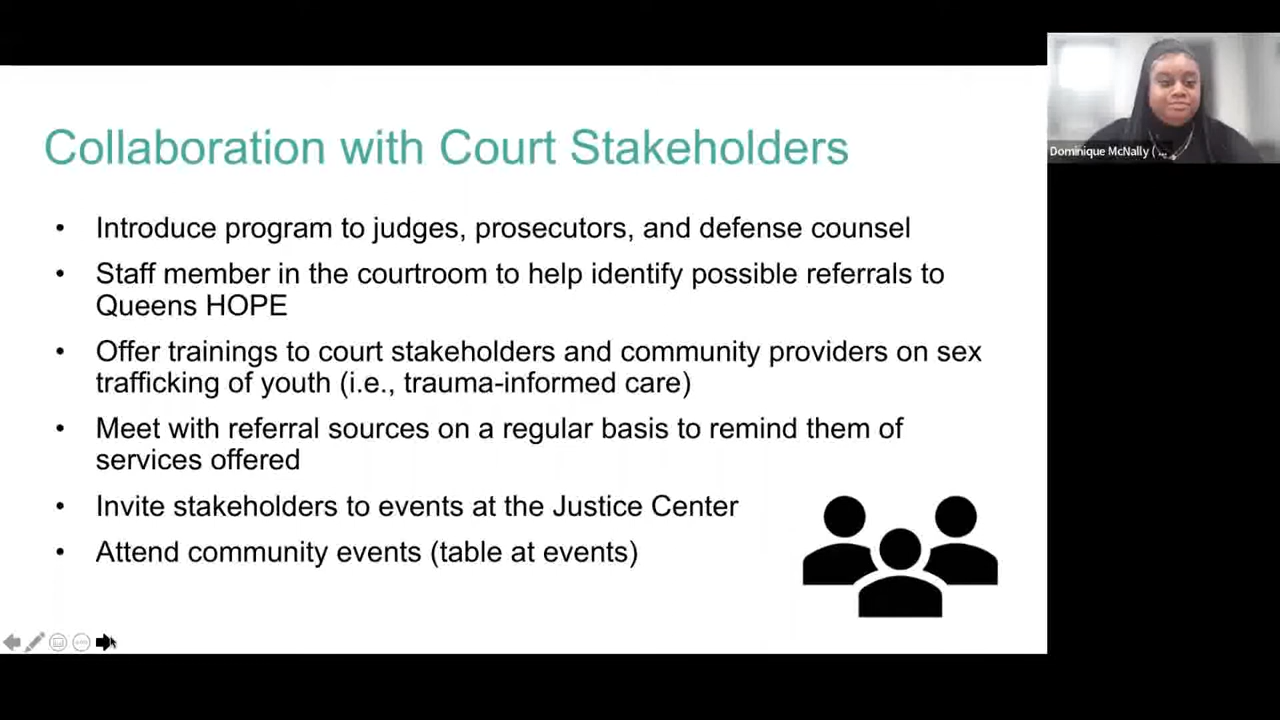 Collaboration with Court Stakeholders
• Introduce program to judges, prosecutors, and defense counsel
• Staff member in the courtroom to help identify possible referrals to
Queens HOPE
• Offer trainings to court stakeholders and community providers on sex
trafficking of youth (i.e., trauma-informed care)
• Meet with referral sources on a regular basis to remind them of
services offered
• Invite stakeholders to events at the Justice Center
• Attend community events (table at events)
Dominique McNally ( ...